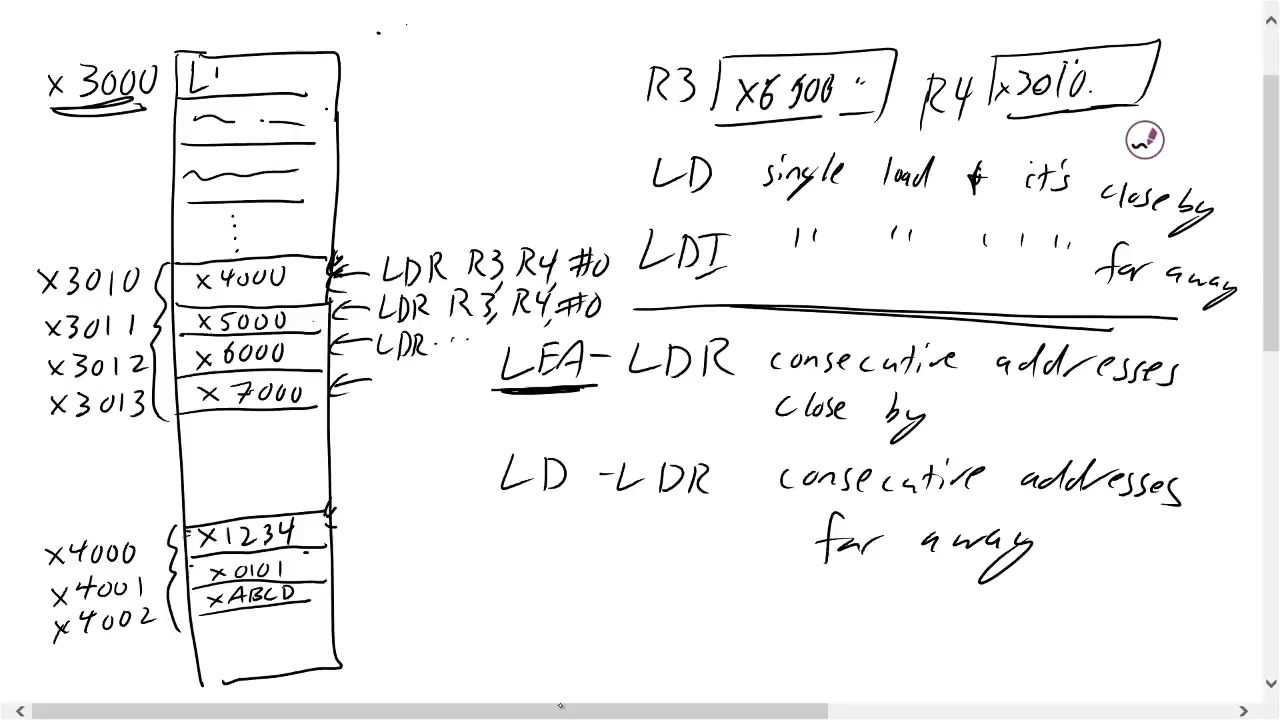 x3000
~ . --
x3010 x4000 LDR R3, R4, #0
x3011 x5000 LDR R3, R4, #0
x3012 x6000 LDR...
x3013 x7000
x4000 x1234
x4001 x0101
x4002 xABCD
R3 R4 x3010.
LD single load & it's close by
LDI " " " " far away
LEA - LDR consecutive addresses
close by
LD - LDR consecutive addresses
far away